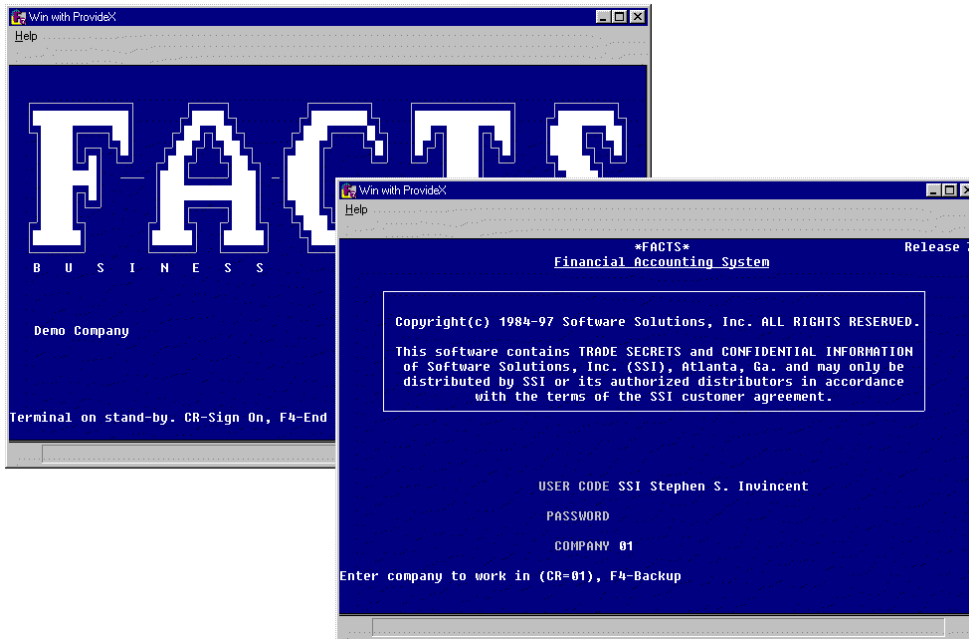 Win with ProvideX
Help
FACTS
B U S I N E S S
Demo Company
Terminal on stand-by. CR-Sign On, F4-End
Win with ProvideX
Help
*FACTS* Release
Financial Accounting System
Copyright(c) 1984-97 Software Solutions, Inc. ALL RIGHTS RESERVED.
This software contains TRADE SECRETS and CONFIDENTIAL INFORMATION
of Software Solutions, Inc. (SSI), Atlanta, Ga. and may only be
distributed by SSI or its authorized distributors in accordance
with the terms of the SSI customer agreement.
USER CODE SSI Stephen S. Invincent
PASSWORD
COMPANY 01
Enter company to work in (CR=01), F4-Backup